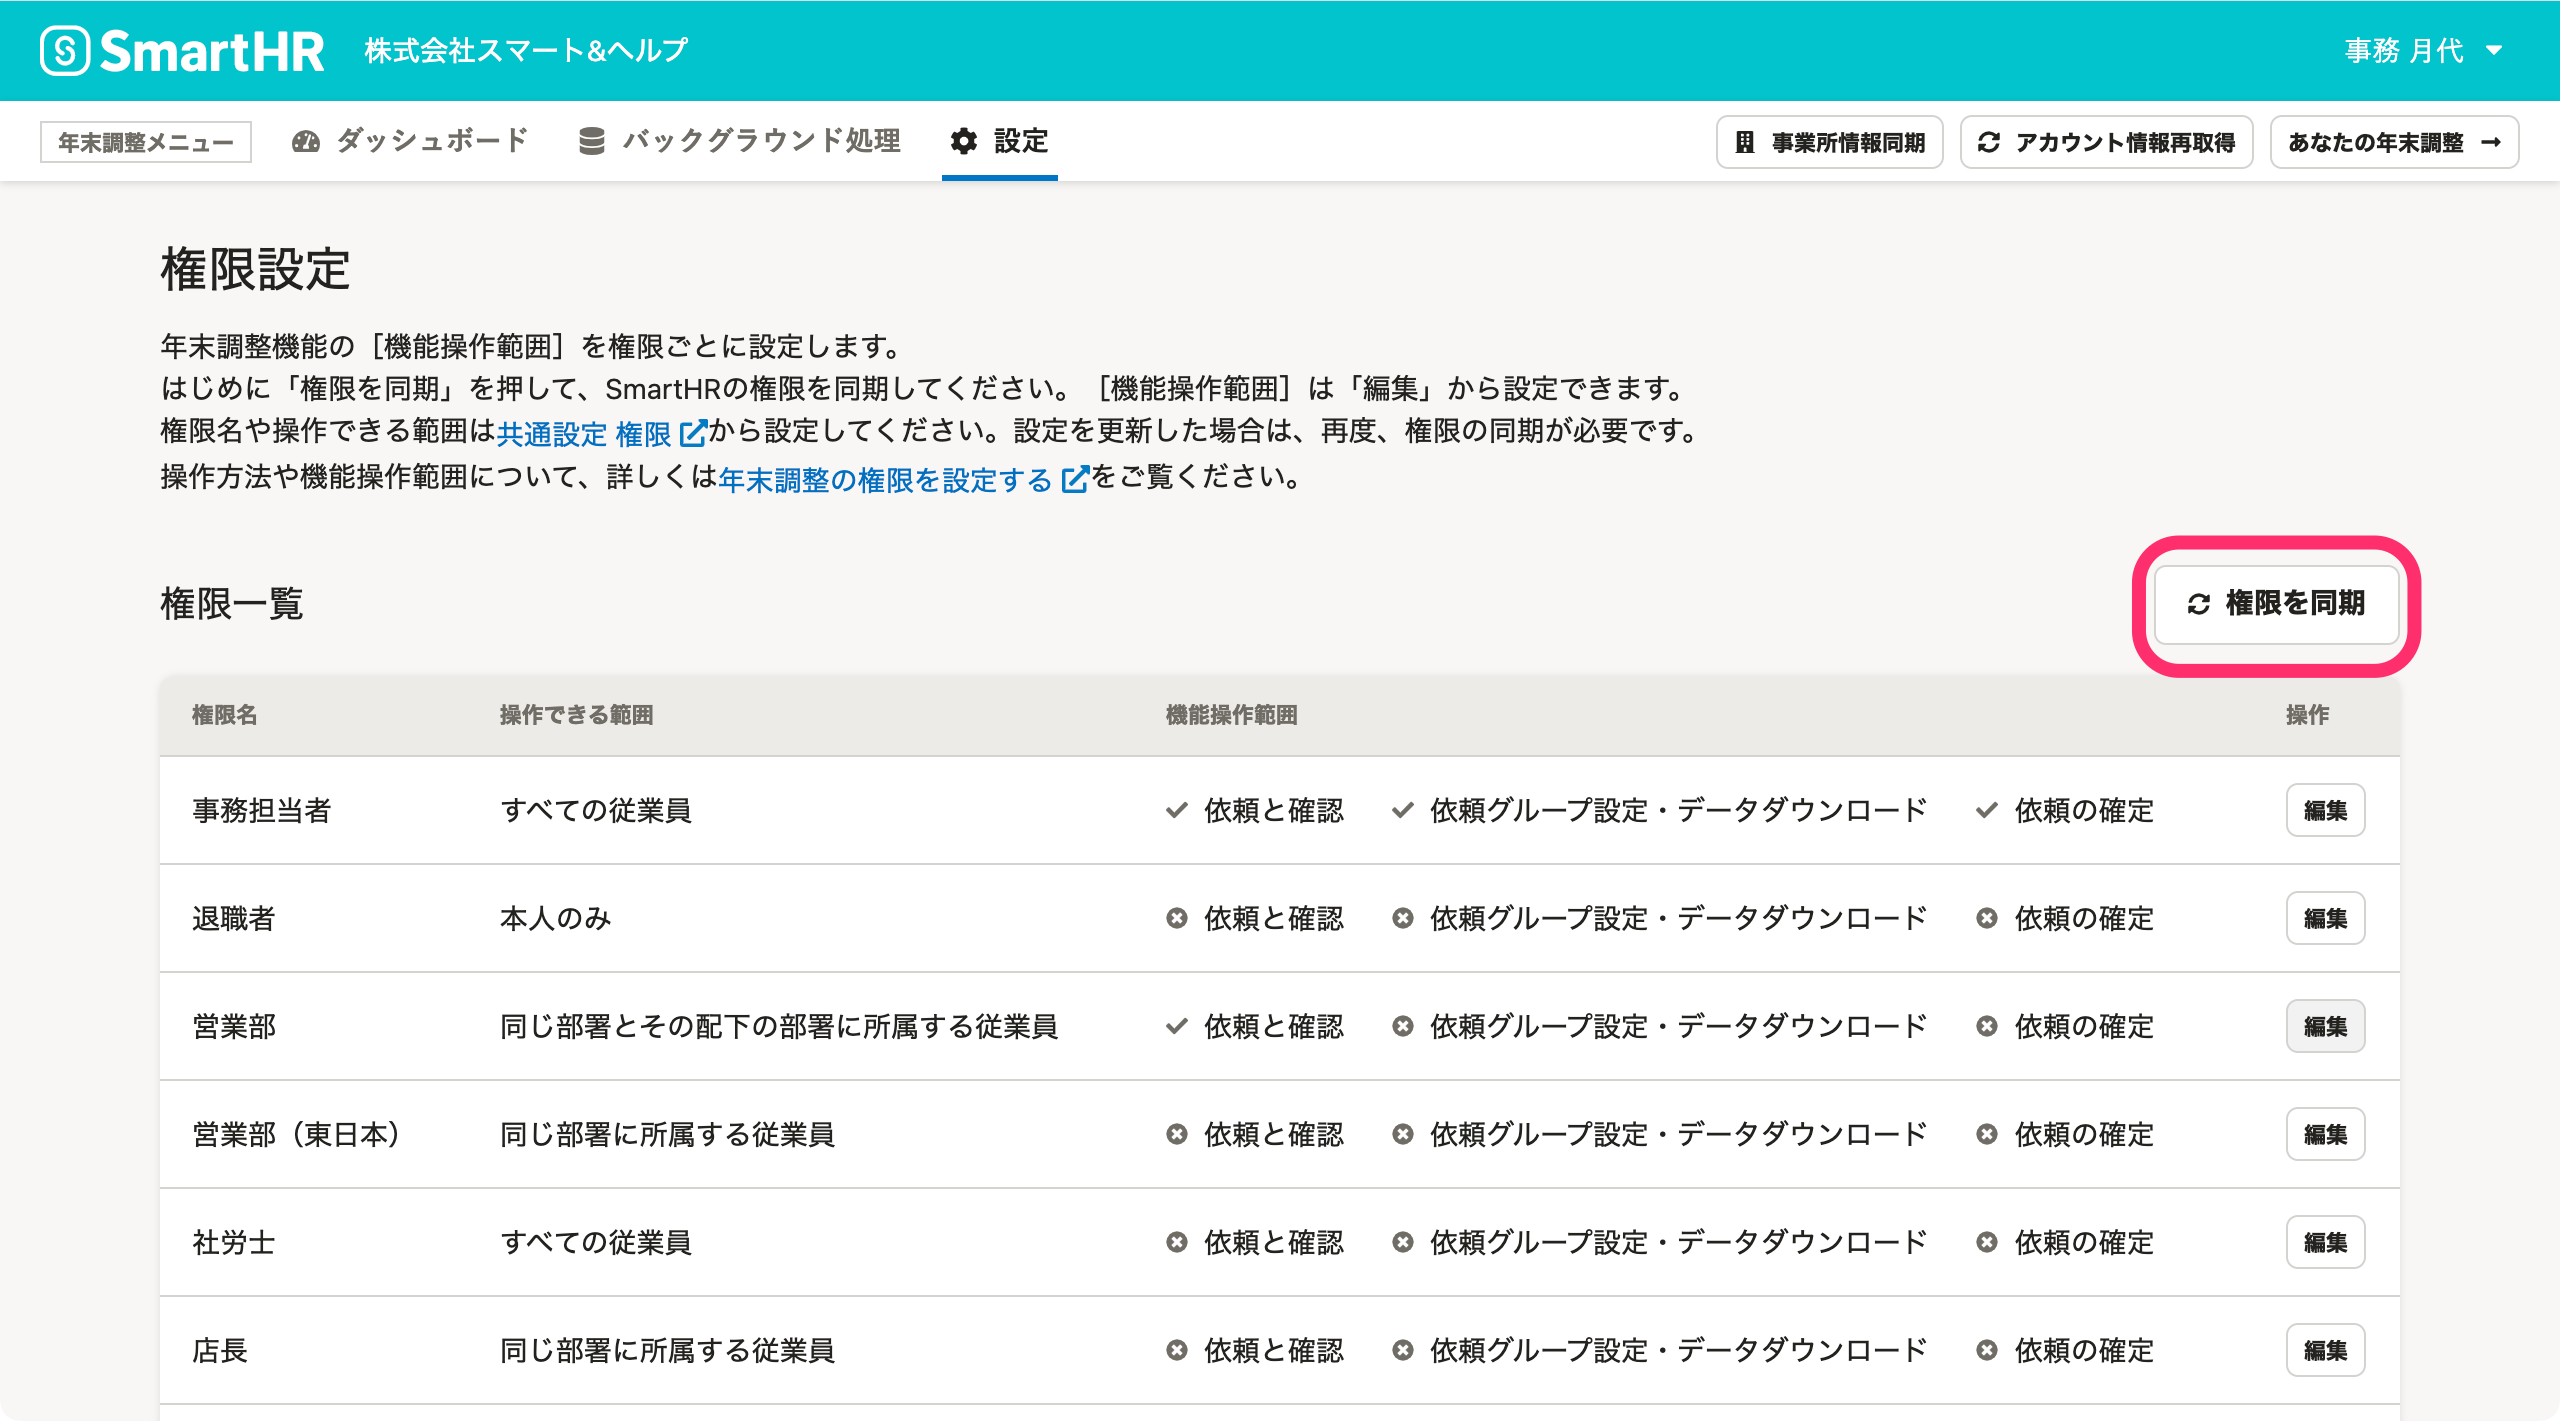 SmartHR 株式会社スマート&ヘルプ 事務 月代
年末調整メニュー ダッシュボード バックグラウンド処理 設定 事業所情報同期 アカウント情報再取得 あなたの年末調整 →
権限設定
年末調整機能の［機能操作範囲］を権限ごとに設定します。
はじめに「権限を同期」を押して、SmartHRの権限を同期してください。［機能操作範囲］は「編集」から設定できます。
権限名や操作できる範囲は共通設定 権限から設定してください。設定を更新した場合は、再度、権限の同期が必要です。
操作方法や機能操作範囲について、詳しくは年末調整の権限を設定するをご覧ください。
権限一覧 権限を同期
権限名 操作できる範囲 機能操作範囲 操作
事務担当者 すべての従業員 依頼と確認 依頼グループ設定・データダウンロード 依頼の確定 編集
退職者 本人のみ 依頼と確認 依頼グループ設定・データダウンロード 依頼の確定 編集
営業部 同じ部署とその配下の部署に所属する従業員 依頼と確認 依頼グループ設定・データダウンロード 依頼の確定 編集
営業部（東日本） 同じ部署に所属する従業員 依頼と確認 依頼グループ設定・データダウンロード 依頼の確定 編集
社労士 すべての従業員 依頼と確認 依頼グループ設定・データダウンロード 依頼の確定 編集
店長 同じ部署に所属する従業員 依頼と確認 依頼グループ設定・データダウンロード 依頼の確定 編集